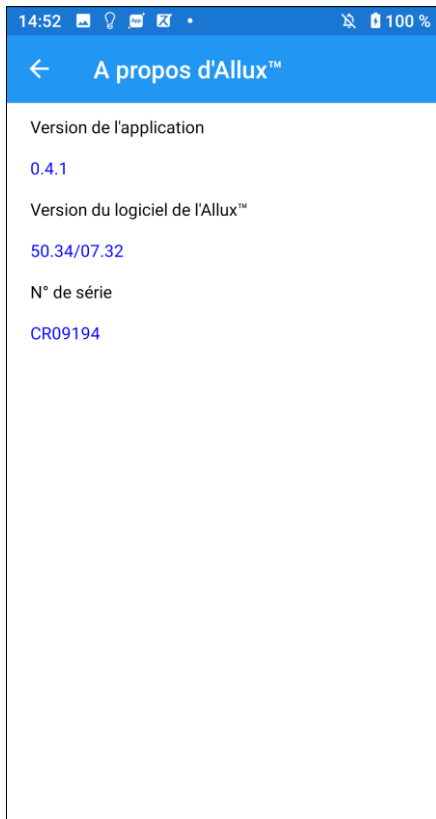 14:52 100 %
A propos d'Allux™
Version de l'application
0.4.1
Version du logiciel de l'Allux™
50.34/07.32
N° de série
CR09194